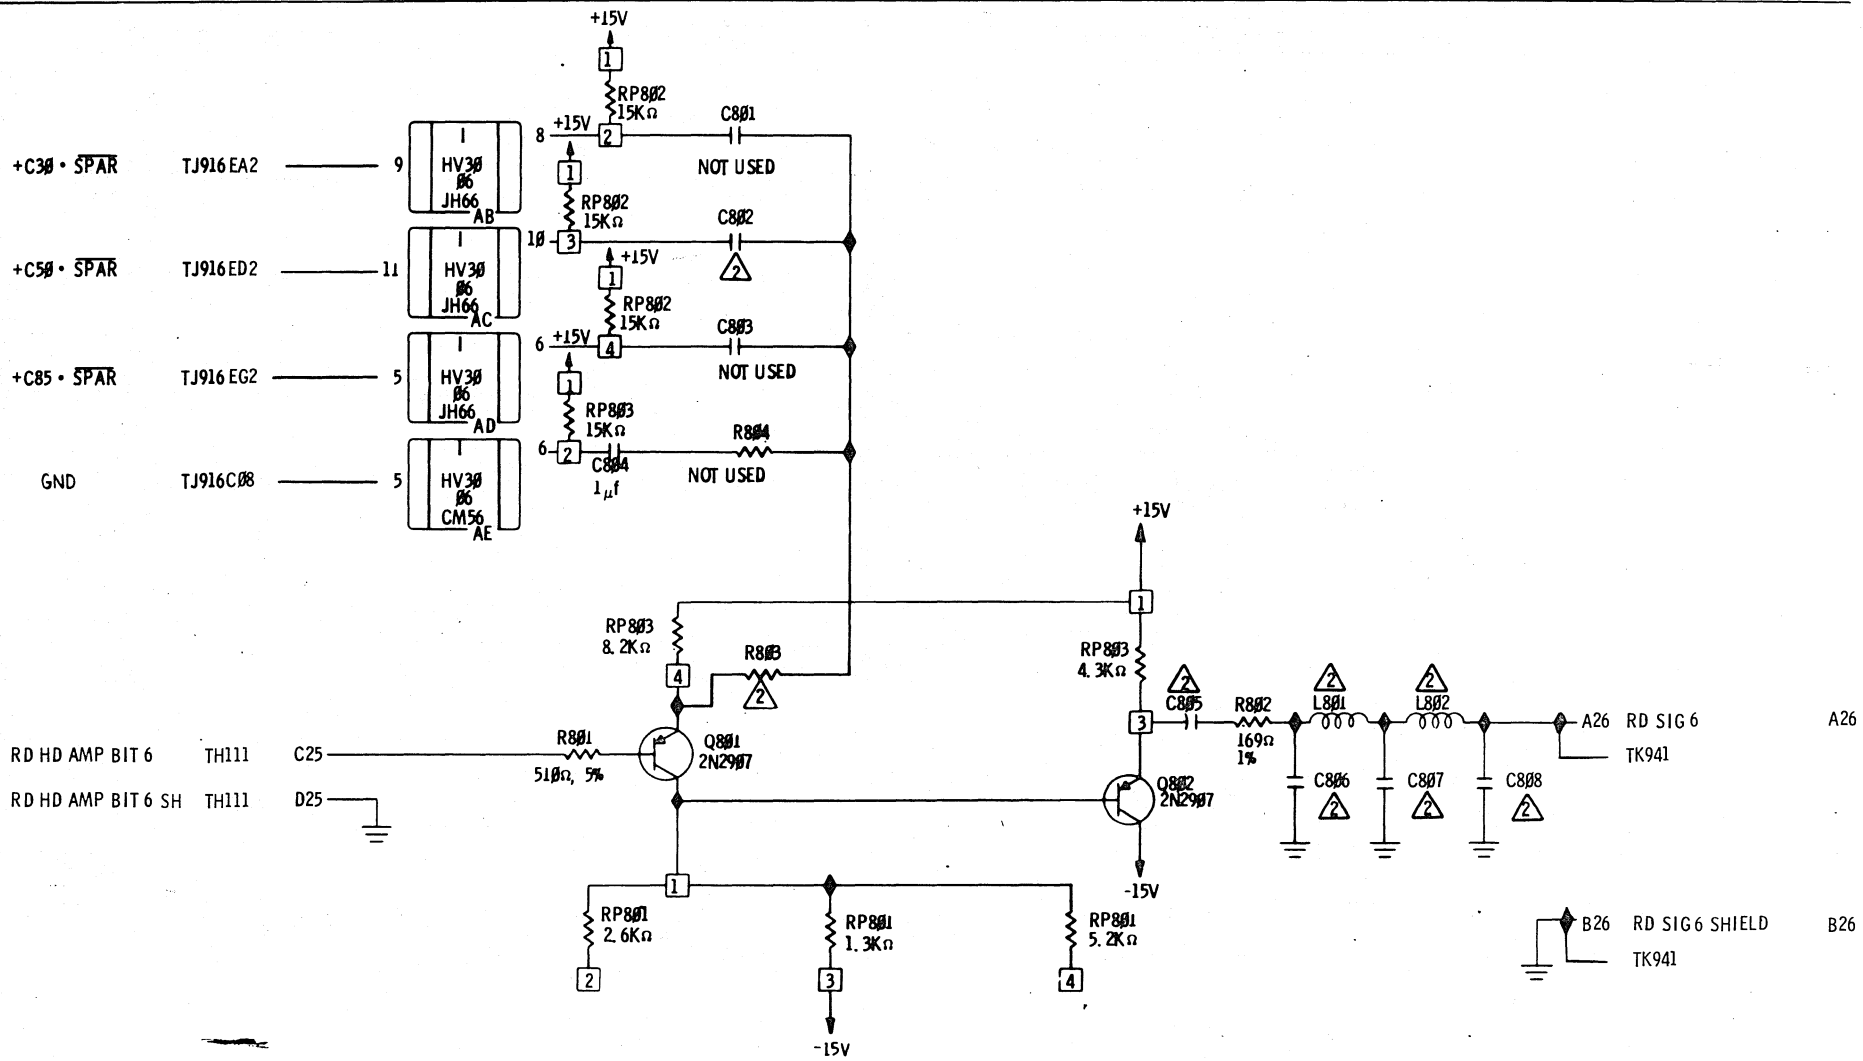 +15V
1
RP802
15KΩ
C801
8
+15V
2
NOT USED
+C30 • SPAR
TJ916EA2
9
I
HV30
06
JH66
AB
1
RP802
15KΩ
C802
10
3
2
+15V
+C50 • SPAR
TJ916ED2
11
I
HV30
06
JH66
AC
1
RP802
15KΩ
C803
6
+15V
4
NOT USED
+C85 • SPAR
TJ916EG2
5
I
HV30
06
JH66
AD
1
RP803
15KΩ
R804
6
2
C804
1μf
NOT USED
GND
TJ916C08
5
I
HV30
06
CM56
AE
+15V
1
RP803
8.2KΩ
4
R803
2
RP803
4.3KΩ
3
2
C805
R802
169Ω
1%
2
L801
2
L802
A26
RD SIG 6
A26
TK941
RD HD AMP BIT 6
TH111
C25
R801
510Ω, 5%
Q801
2N2907
RD HD AMP BIT 6 SH
TH111
D25
Q802
2N2907
C806
2
C807
2
C808
2
-15V
1
RP801
2.6KΩ
2
RP801
1.3KΩ
3
RP801
5.2KΩ
4
-15V
B26
RD SIG 6 SHIELD
B26
TK941